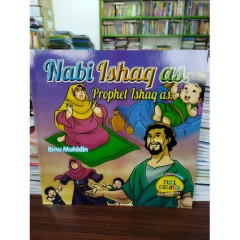 Nabi Ishaq as.
Prophet Ishaq as.
Ibnu Muhidin
FULL
COLOUR